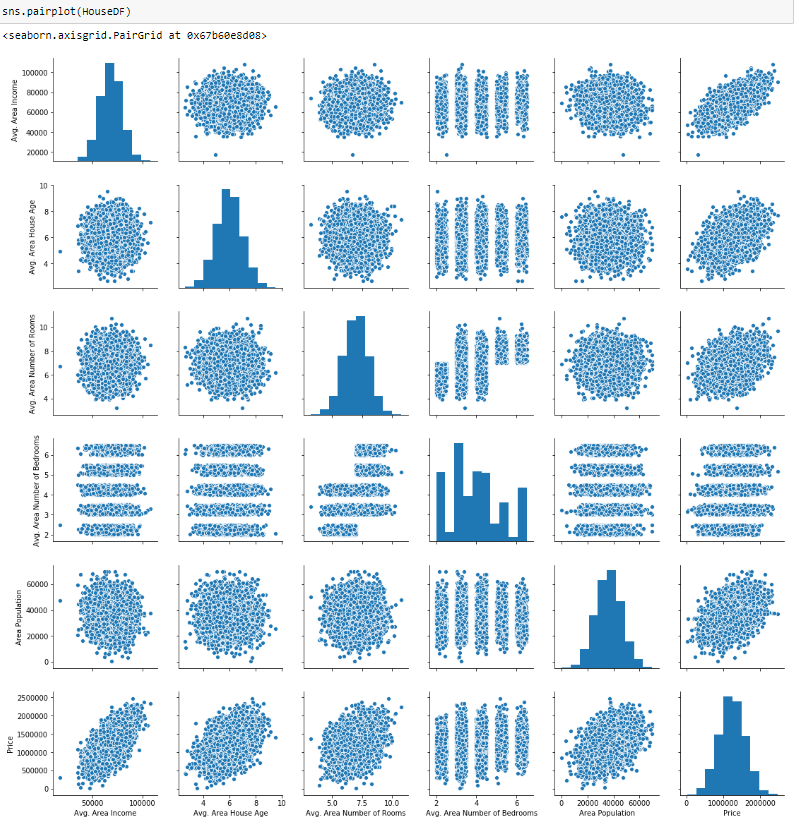 sns.pairplot(HouseDF)
<seaborn.axisgrid.PairGrid at 0x67b60e8d08>
Avg. Area Income
100000
80000
60000
40000
20000
Avg. Area House Age
10
8
6
4
Avg. Area Number of Rooms
10
8
6
4
Avg. Area Number of Bedrooms
6
5
4
3
2
Area Population
60000
40000
20000
0
Price
2500000
2000000
1500000
1000000
500000
0
50000 100000
4 6 8 10
5.0 7.5 10.0
2 4 6
0 20000 40000 60000
0 1000000 2000000
Avg. Area Income
Avg. Area House Age
Avg. Area Number of Rooms
Avg. Area Number of Bedrooms
Area Population
Price